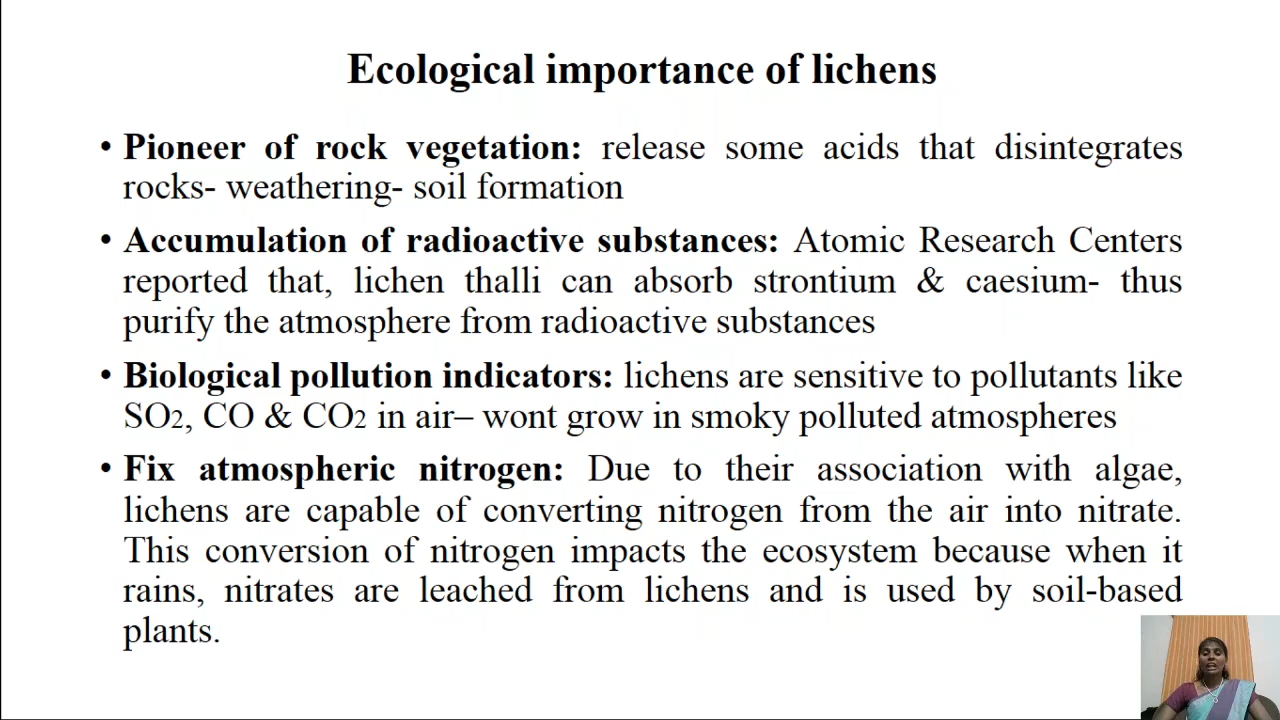 Ecological importance of lichens
• Pioneer of rock vegetation: release some acids that disintegrates
rocks- weathering- soil formation
• Accumulation of radioactive substances: Atomic Research Centers
reported that, lichen thalli can absorb strontium & caesium- thus
purify the atmosphere from radioactive substances
• Biological pollution indicators: lichens are sensitive to pollutants like
SO2, CO & CO2 in air– wont grow in smoky polluted atmospheres
• Fix atmospheric nitrogen: Due to their association with algae,
lichens are capable of converting nitrogen from the air into nitrate.
This conversion of nitrogen impacts the ecosystem because when it
rains, nitrates are leached from lichens and is used by soil-based
plants.